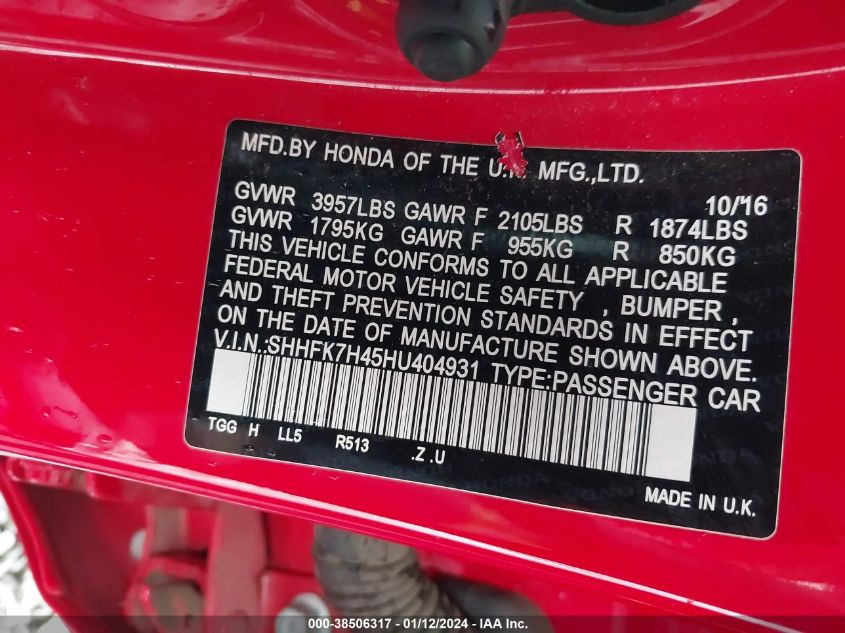 MFD.BY HONDA OF THE U.K. MFG.,LTD.
10/'16
GVWR 3957LBS GAWR F 2105LBS R 1874LBS
GVWR 1795KG GAWR F 955KG R 850KG
THIS VEHICLE CONFORMS TO ALL APPLICABLE
FEDERAL MOTOR VEHICLE SAFETY , BUMPER ,
AND THEFT PREVENTION STANDARDS IN EFFECT
ON THE DATE OF MANUFACTURE SHOWN ABOVE.
V.I.N.:SHHFK7H45HU404931 TYPE:PASSENGER CAR
TGG H LL5 R513 .Z .U
MADE IN U.K.
HONDA
000-38506317 - 01/12/2024 - IAA Inc.